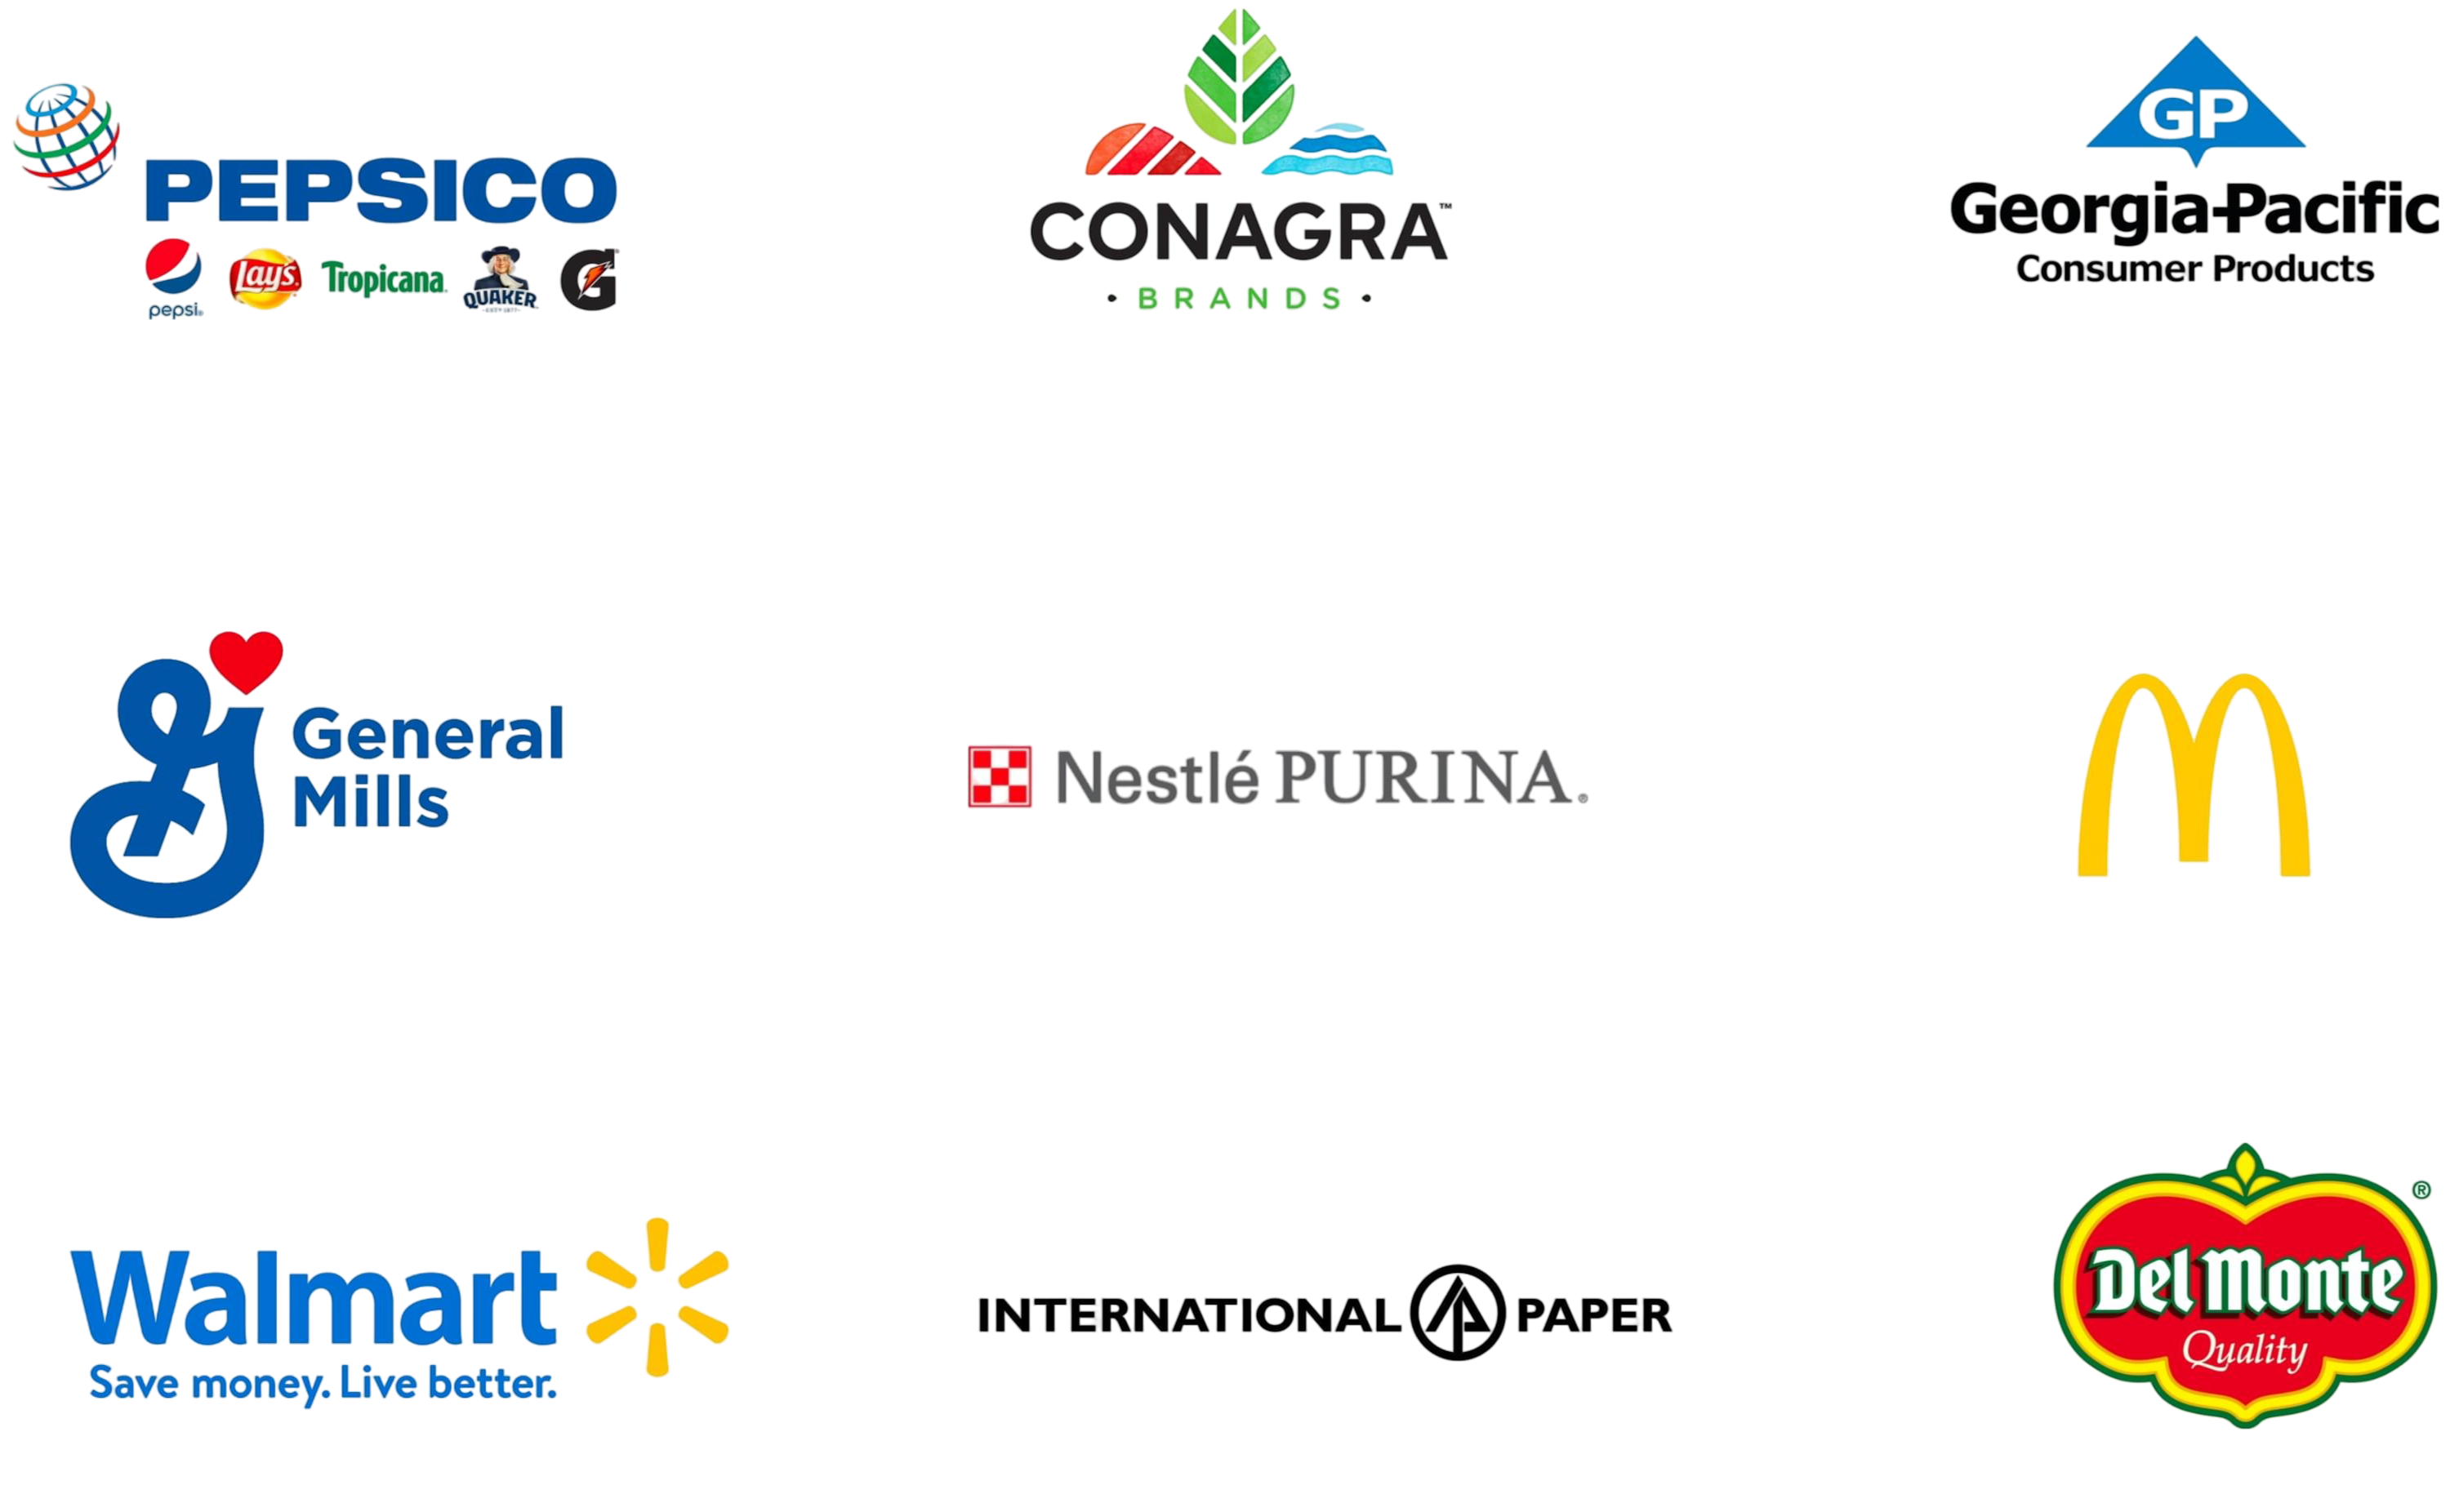 PEPSICO
pepsi®
Lay's
Tropicana
QUAKER
G
CONAGRA™
• BRANDS •
GP
Georgia-Pacific
Consumer Products
General
Mills
Nestlé PURINA®
Walmart
Save money. Live better.
INTERNATIONAL PAPER
Del Monte®
Quality